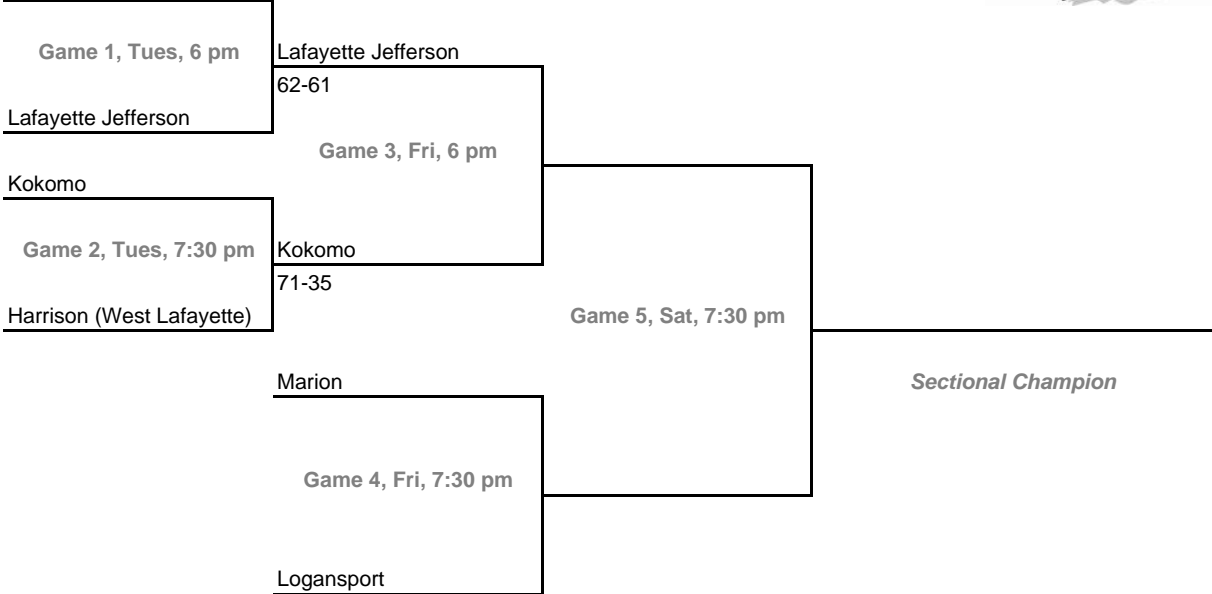 Game 1, Tues, 6 pm
Lafayette Jefferson
62-61
Lafayette Jefferson
Game 3, Fri, 6 pm
Kokomo
Game 2, Tues, 7:30 pm
Kokomo
71-35
Harrison (West Lafayette)
Game 5, Sat, 7:30 pm
Marion
Sectional Champion
Game 4, Fri, 7:30 pm
Logansport